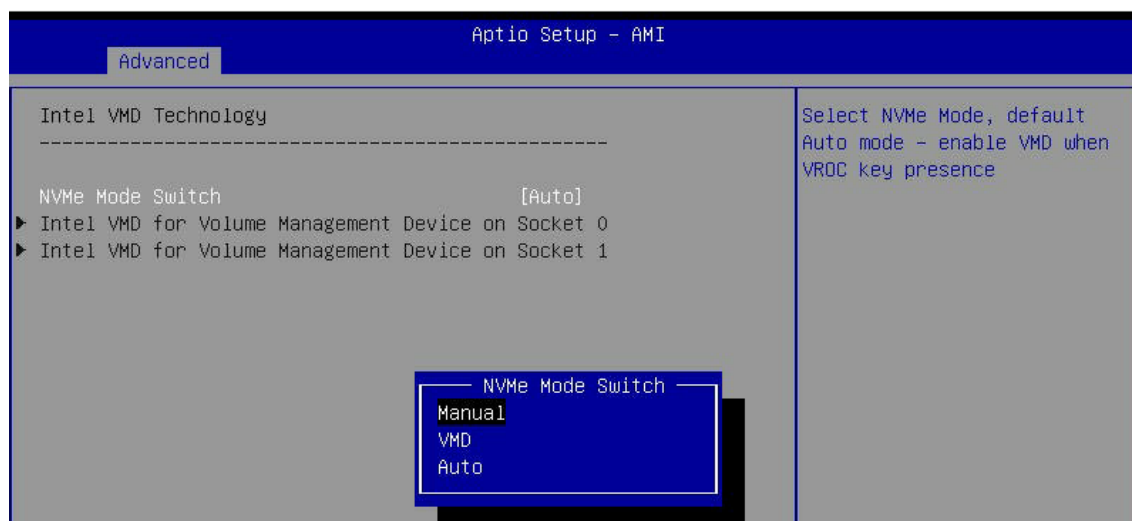 Aptio Setup – AMI
Advanced
Intel VMD Technology
Select NVMe Mode, default
Auto mode – enable VMD when
VROC key presence
NVMe Mode Switch [Auto]
Intel VMD for Volume Management Device on Socket 0
Intel VMD for Volume Management Device on Socket 1
NVMe Mode Switch
Manual
VMD
Auto